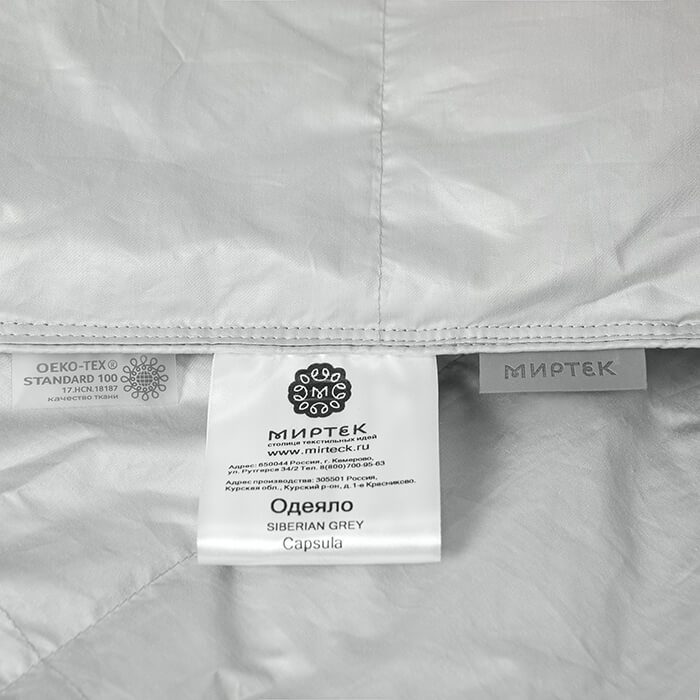 OEKO-TEX®
STANDARD 100
17.HCN.18187
качество ткани
М
МИРТЕК
столица текстильных идей
www.mirteck.ru
Адрес: 650044 Россия, г. Кемерово,
ул. Рутгерса 34/2 Тел. 8(800)700-95-63
Адрес производства: 305501 Россия,
Курская обл., Курский р-он, д. 1-е Красниково.
Одеяло
SIBERIAN GREY
Capsula
МИРТЕК